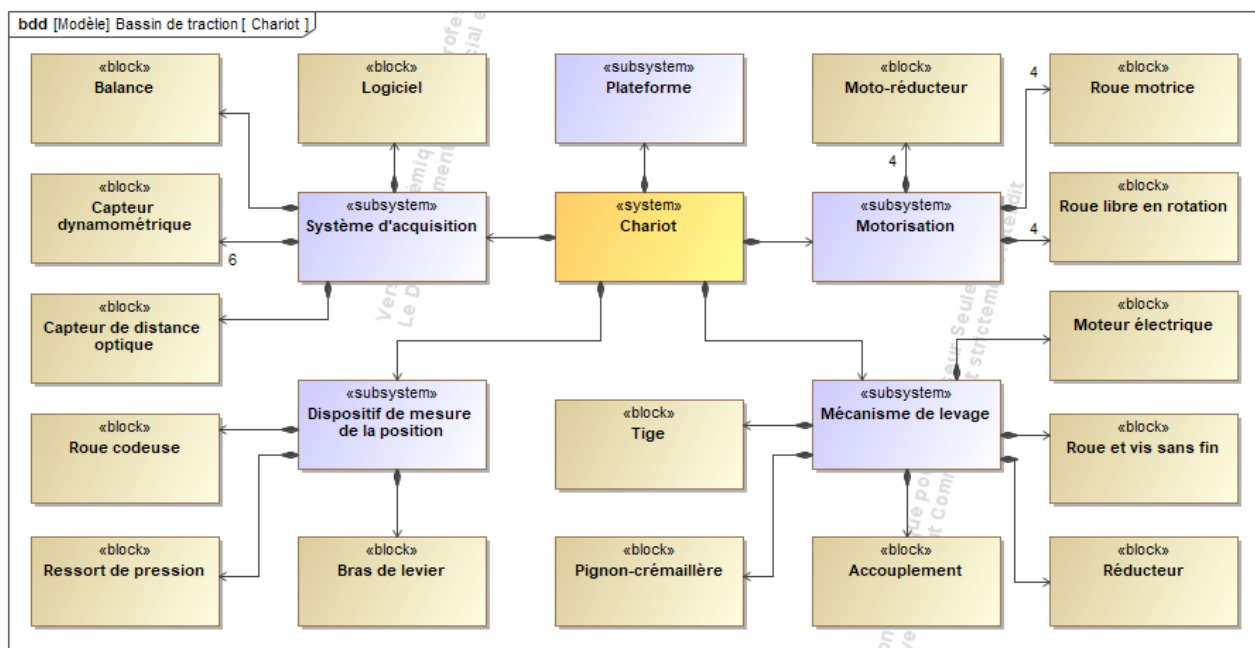 bdd [Modèle] Bassin de traction [ Chariot ]
«block»
Balance
«block»
Logiciel
«subsystem»
Plateforme
«block»
Moto-réducteur
4
«block»
Roue motrice
4
«block»
Capteur
dynamométrique
6
«subsystem»
Système d'acquisition
«system»
Chariot
«subsystem»
Motorisation
«block»
Roue libre en rotation
4
«block»
Capteur de distance
optique
«block»
Moteur électrique
«block»
Roue codeuse
«subsystem»
Dispositif de mesure
de la position
«block»
Tige
«subsystem»
Mécanisme de levage
«block»
Roue et vis sans fin
«block»
Ressort de pression
«block»
Bras de levier
«block»
Pignon-crémaillère
«block»
Accouplement
«block»
Réducteur